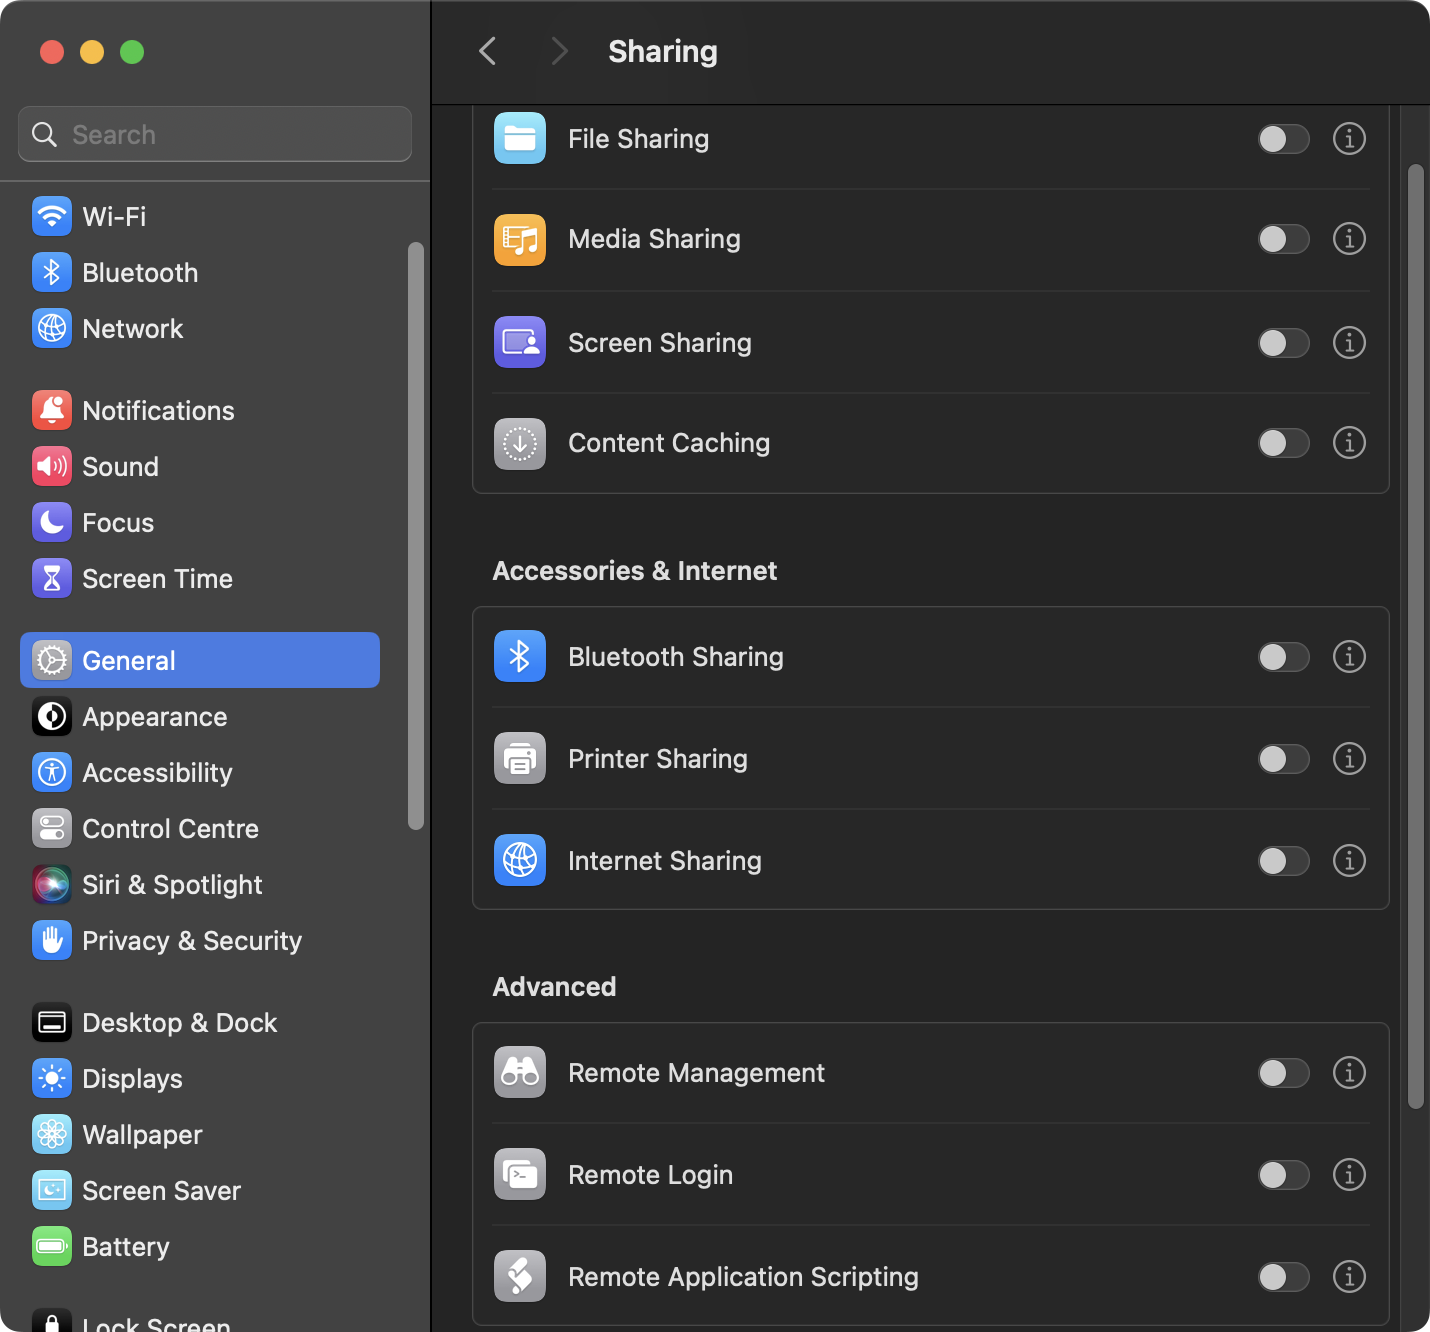 Sharing
Search
Wi-Fi
Bluetooth
Network
Notifications
Sound
Focus
Screen Time
General
Appearance
Accessibility
Control Centre
Siri & Spotlight
Privacy & Security
Desktop & Dock
Displays
Wallpaper
Screen Saver
Battery
Lock Screen
File Sharing
Media Sharing
Screen Sharing
Content Caching
Accessories & Internet
Bluetooth Sharing
Printer Sharing
Internet Sharing
Advanced
Remote Management
Remote Login
Remote Application Scripting